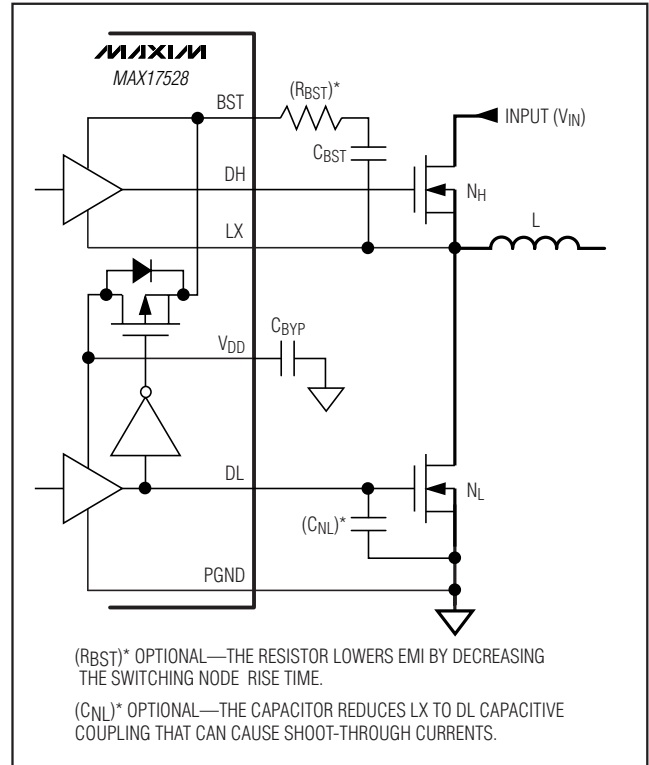 MAXIM
MAX17528
BST
(RBST)*
INPUT (VIN)
CBST
DH
NH
LX
L
CBYP
VDD
DL
NL
(CNL)*
PGND
(RBST)* OPTIONAL—THE RESISTOR LOWERS EMI BY DECREASING
THE SWITCHING NODE RISE TIME.
(CNL)* OPTIONAL—THE CAPACITOR REDUCES LX TO DL CAPACITIVE
COUPLING THAT CAN CAUSE SHOOT-THROUGH CURRENTS.